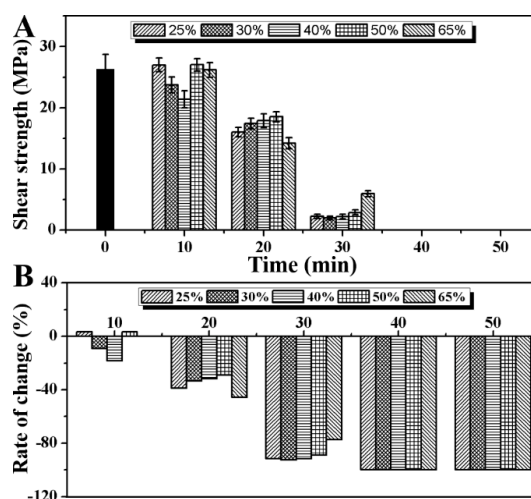 A
25% 30% 40% 50% 65%
Shear strength (MPa)
30
20
10
0
0 10 20 30 40 50
Time (min)
B
25% 30% 40% 50% 65%
Rate of change (%)
40
0
-40
-80
-120
10 20 30 40 50